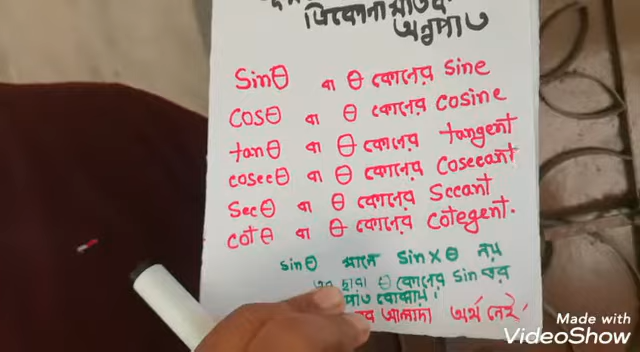 ত্রিকোনামিতিক
অনুপাত
Sinθ বা θ কোনের Sine
cosθ বা θ কোনের cosine
tanθ বা θ কোনের tangent
cosecθ বা θ কোনের Cosecant
Secθ বা θ কোনের Secant
cotθ বা θ কোনের cotegent.
sinθ মানে Sin×θ নয়
দ্বারা θ কোনের Sin এর
বোঝায়।
আলাদা অর্থ নেই
Made with
VideoShow